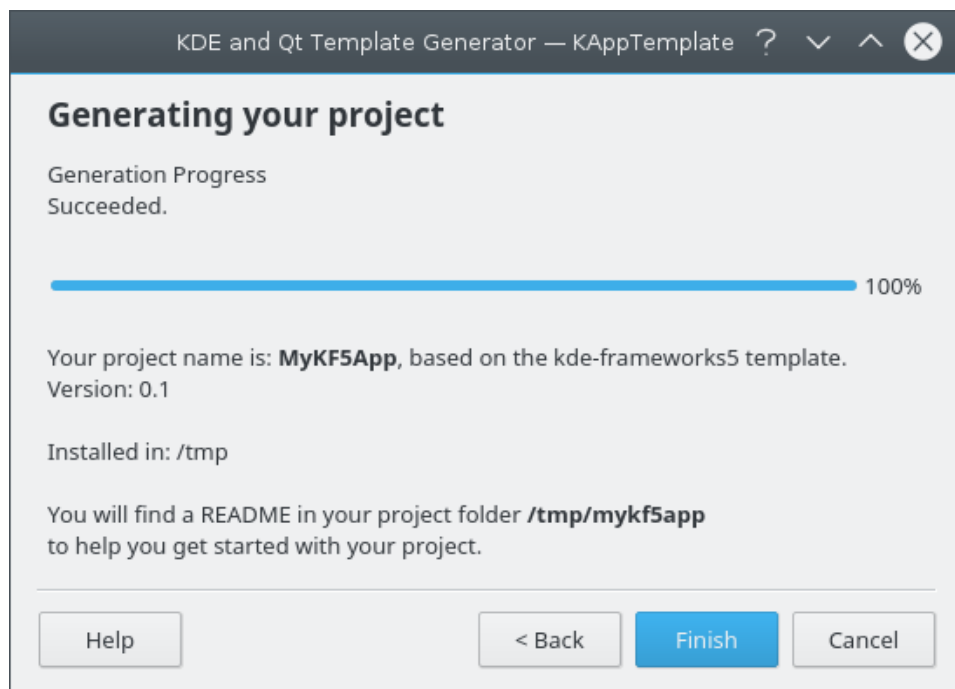 KDE and Qt Template Generator — KAppTemplate ?
Generating your project
Generation Progress
Succeeded.
100%
Your project name is: MyKF5App, based on the kde-frameworks5 template.
Version: 0.1
Installed in: /tmp
You will find a README in your project folder /tmp/mykf5app
to help you get started with your project.
Help < Back Finish Cancel